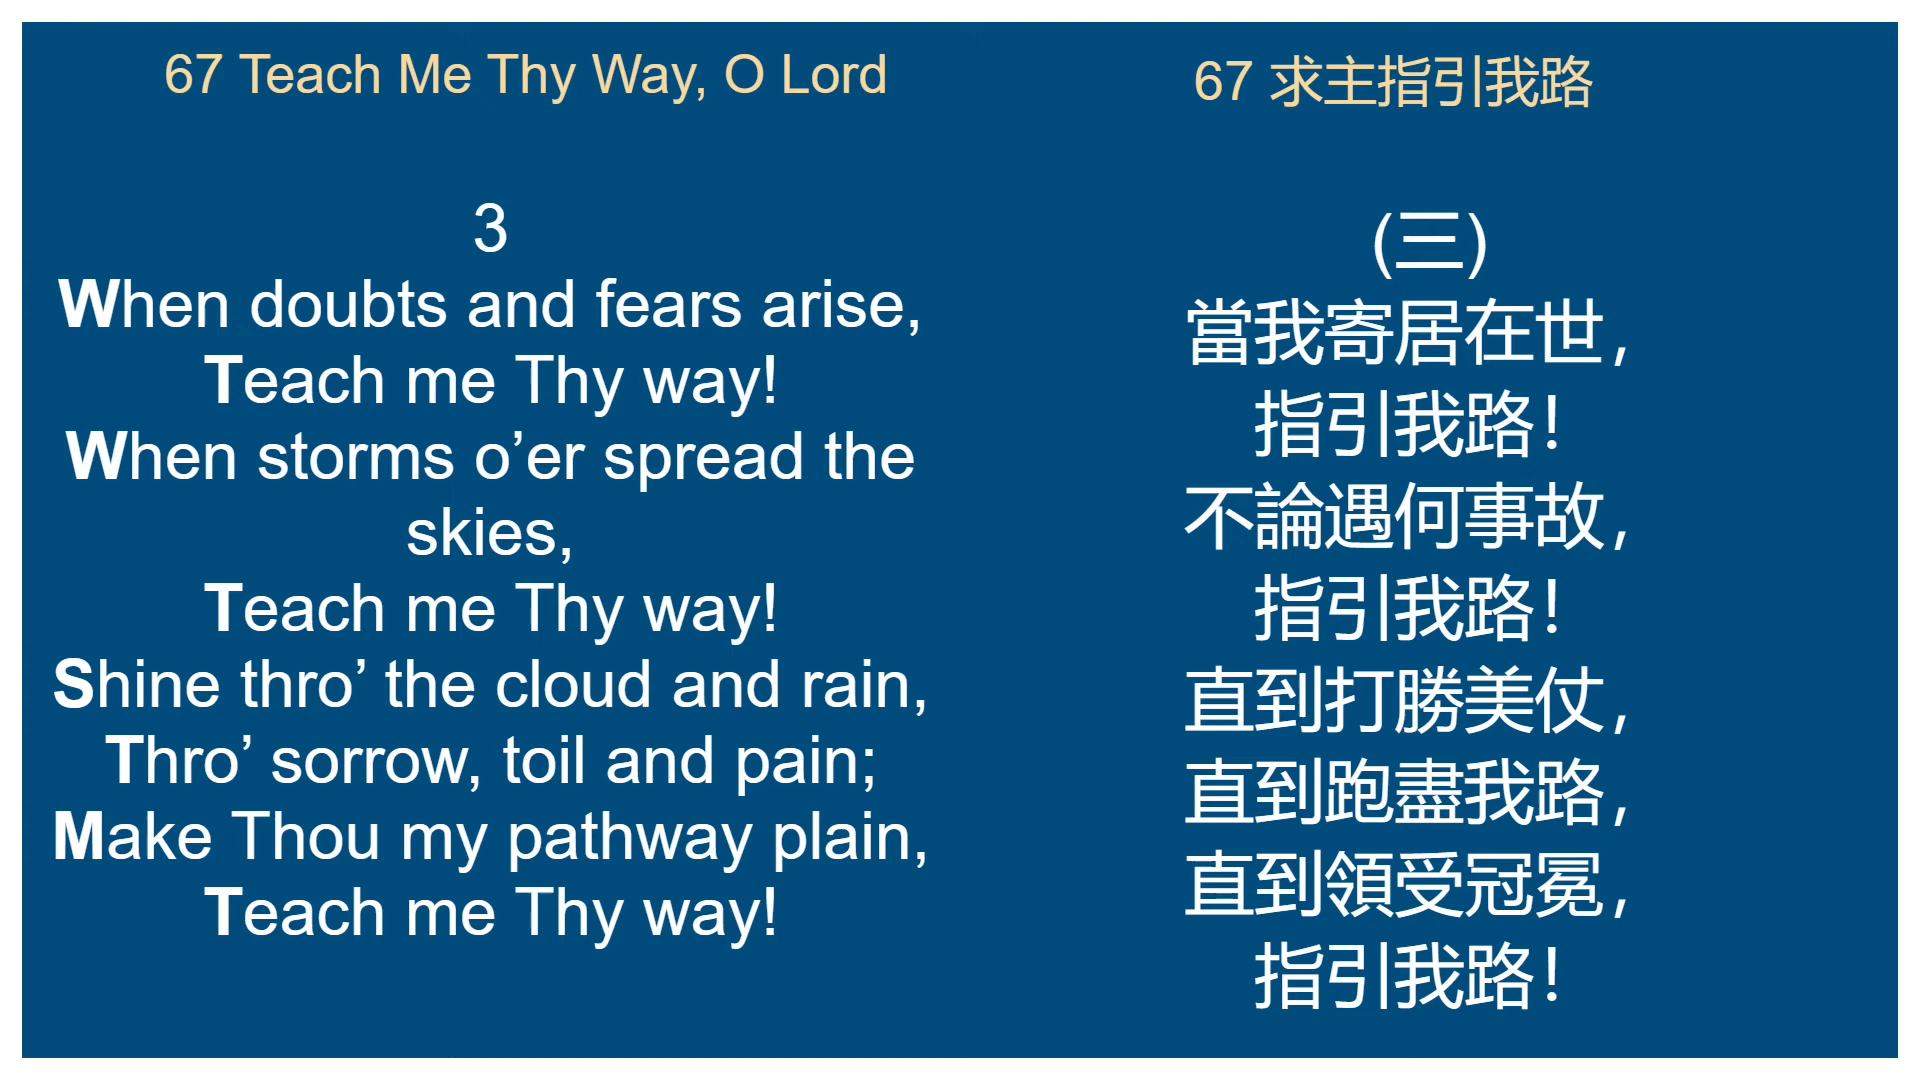 67 Teach Me Thy Way, O Lord
3
When doubts and fears arise,
Teach me Thy way!
When storms o’er spread the
skies,
Teach me Thy way!
Shine thro’ the cloud and rain,
Thro’ sorrow, toil and pain;
Make Thou my pathway plain,
Teach me Thy way!
67 求主指引我路
(三)
當我寄居在世，
指引我路！
不論遇何事故，
指引我路！
直到打勝美仗，
直到跑盡我路，
直到領受冠冕，
指引我路！